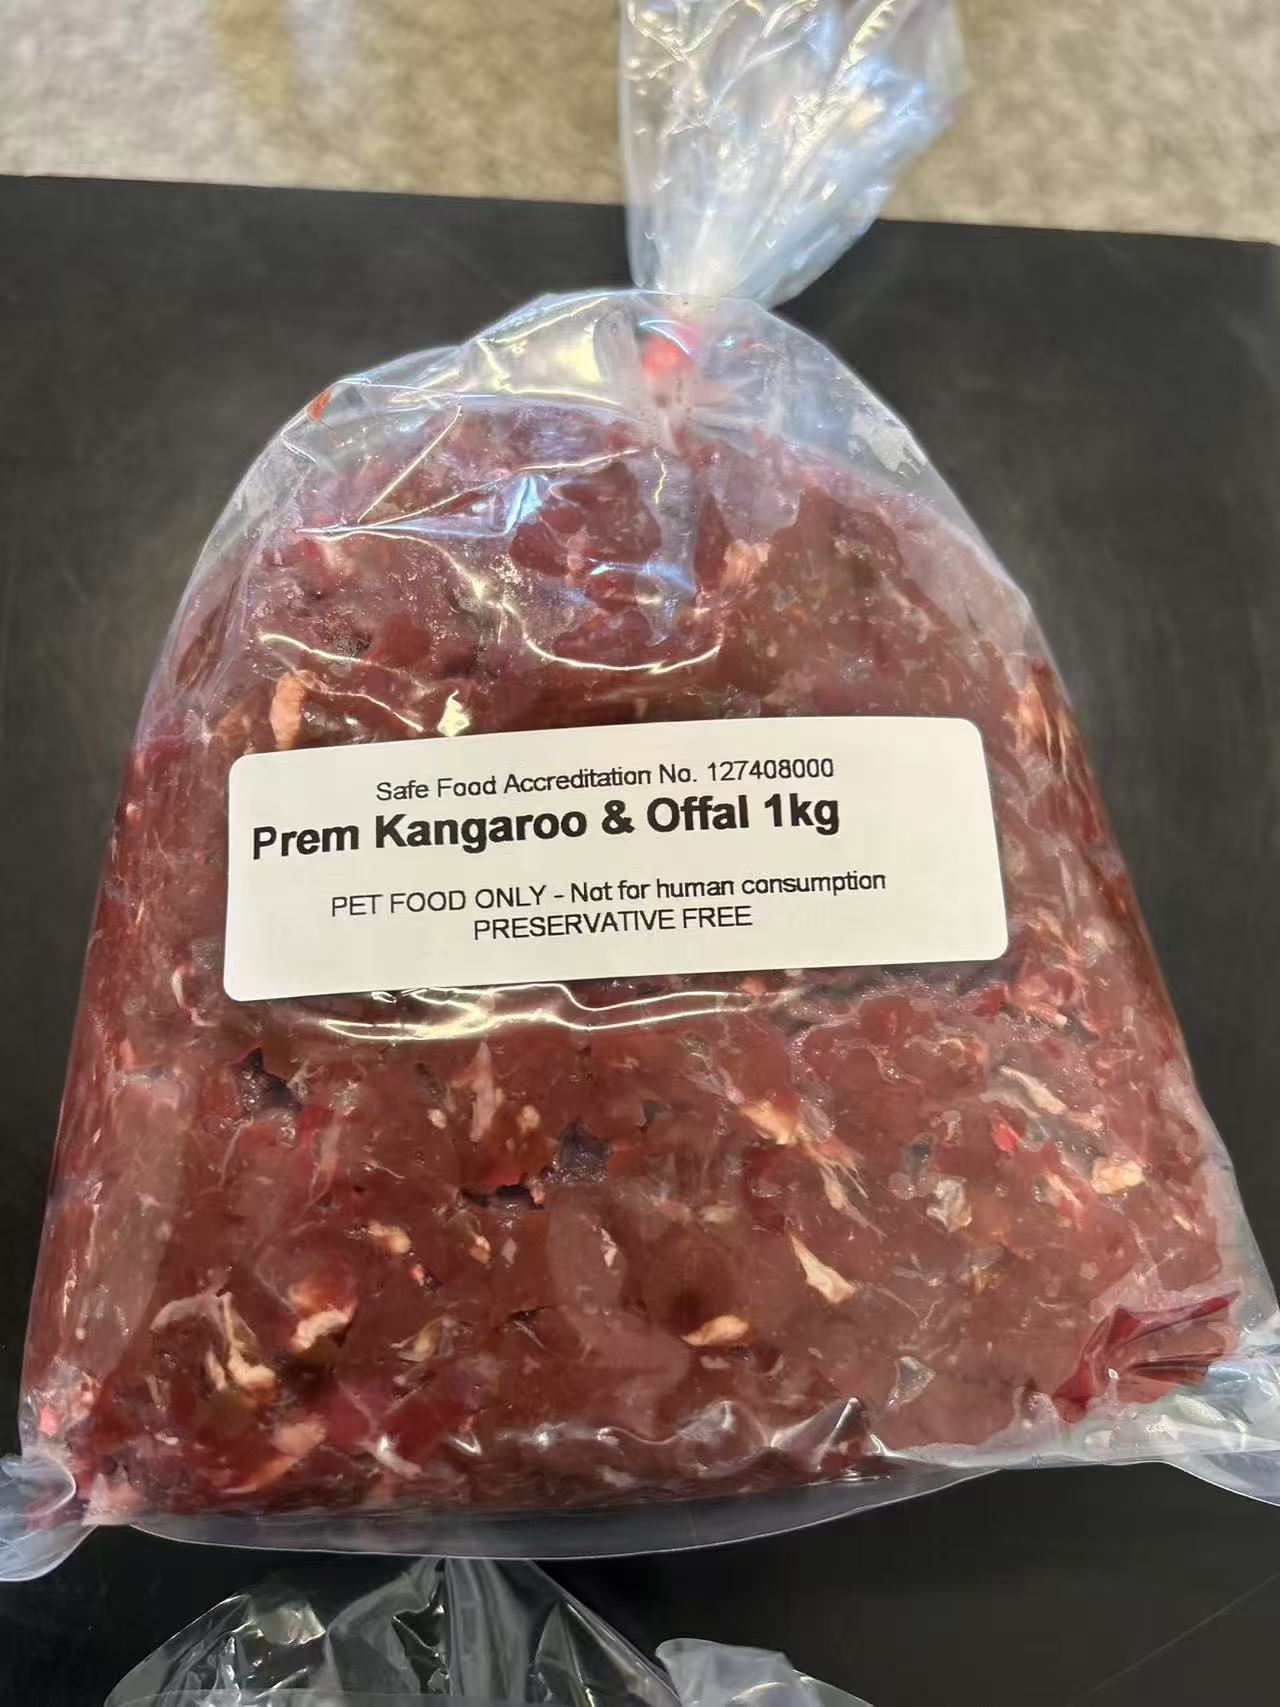 Safe Food Accreditation No. 127408000
Prem Kangaroo & Offal 1kg
PET FOOD ONLY - Not for human consumption
PRESERVATIVE FREE